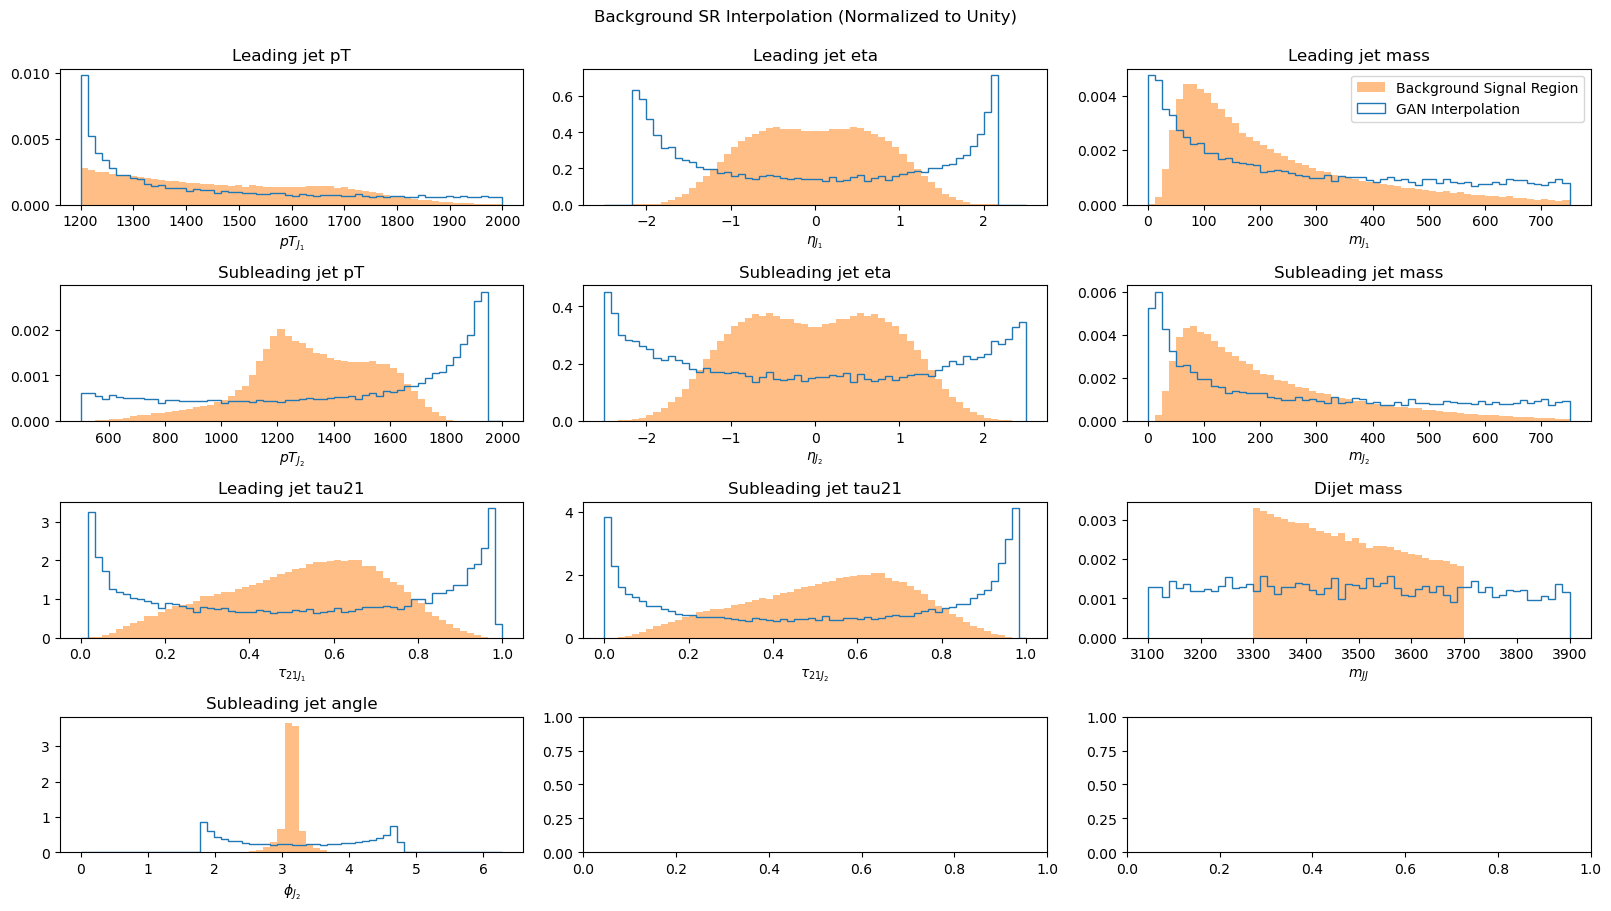 Background SR Interpolation (Normalized to Unity)
Leading jet pT
0.010
0.005
0.000
1200 1300 1400 1500 1600 1700 1800 1900 2000
pT_{J_1}
Leading jet eta
0.6
0.4
0.2
0.0
−2 −1 0 1 2
η_{J_1}
Leading jet mass
Background Signal Region
GAN Interpolation
0.004
0.002
0.000
0 100 200 300 400 500 600 700
m_{J_1}
Subleading jet pT
0.002
0.001
0.000
600 800 1000 1200 1400 1600 1800 2000
pT_{J_2}
Subleading jet eta
0.4
0.2
0.0
−2 −1 0 1 2
η_{J_2}
Subleading jet mass
0.006
0.004
0.002
0.000
0 100 200 300 400 500 600 700
m_{J_2}
Leading jet tau21
3
2
1
0
0.0 0.2 0.4 0.6 0.8 1.0
τ_{21J_1}
Subleading jet tau21
4
2
0
0.0 0.2 0.4 0.6 0.8 1.0
τ_{21J_2}
Dijet mass
0.003
0.002
0.001
0.000
3100 3200 3300 3400 3500 3600 3700 3800 3900
m_{JJ}
Subleading jet angle
3
2
1
0
0 1 2 3 4 5 6
ϕ_{J_2}
1.00
0.75
0.50
0.25
0.00
0.0 0.2 0.4 0.6 0.8 1.0
1.00
0.75
0.50
0.25
0.00
0.0 0.2 0.4 0.6 0.8 1.0